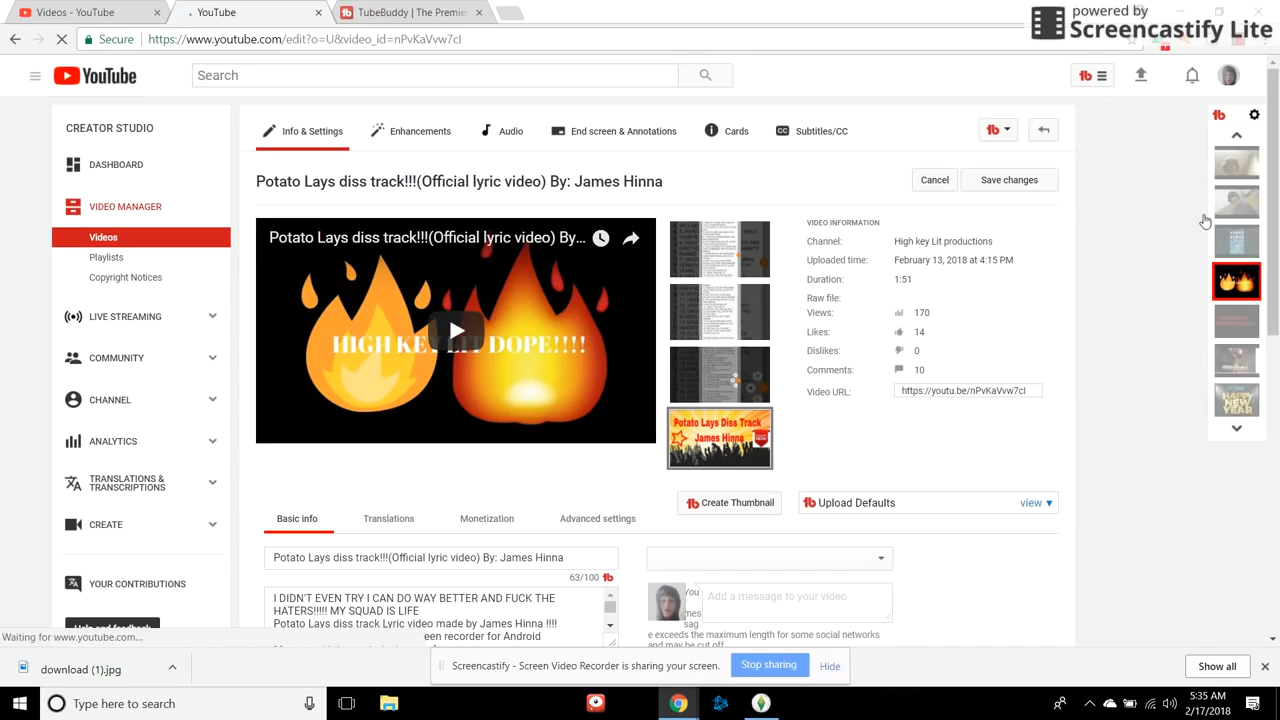 Videos - YouTube
YouTube
TubeBuddy | The Premie
powered by
Screencastify Lite
Secure
https://www.youtube.com/edit?o=
YouTube
Search
CREATOR STUDIO
Info & Settings
Enhancements
Audio
End screen & Annotations
Cards
CC Subtitles/CC
DASHBOARD
VIDEO MANAGER
Videos
Playlists
Copyright Notices
LIVE STREAMING
COMMUNITY
CHANNEL
ANALYTICS
TRANSLATIONS &
TRANSCRIPTIONS
CREATE
YOUR CONTRIBUTIONS
Help and feedback
Potato Lays diss track!!!(Official lyric video) By: James Hinna
Cancel
Save changes
Potato Lays diss track!!!(Official lyric video) By...
HIGH KEY DOPE!!!!
Potato Lays Diss Track
James Hinna
VIDEO INFORMATION
Channel: High key Lit productions
Uploaded time: February 13, 2018 at 4:15 PM
Duration: 1:51
Raw file:
Views: 170
Likes: 14
Dislikes: 0
Comments: 10
Video URL: https://youtu.be/nPvKaVvw7cI
HAPPY
NEW
YEAR
Create Thumbnail
Upload Defaults
view
Basic info
Translations
Monetization
Advanced settings
Potato Lays diss track!!!(Official lyric video) By: James Hinna
63/100
I DIDN'T EVEN TRY I CAN DO WAY BETTER AND FUCK THE
HATERS!!!!! MY SQUAD IS LIFE
Potato Lays diss track Lyric video made by James Hinna !!!!
een recorder for Android
You
mes
sag
Add a message to your video
e exceeds the maximum length for some social networks
and may be cut off
Waiting for www.youtube.com...
download (1).jpg
Screencastify - Screen Video Recorder is sharing your screen.
Stop sharing
Hide
Show all
Type here to search
5:35 AM
2/17/2018